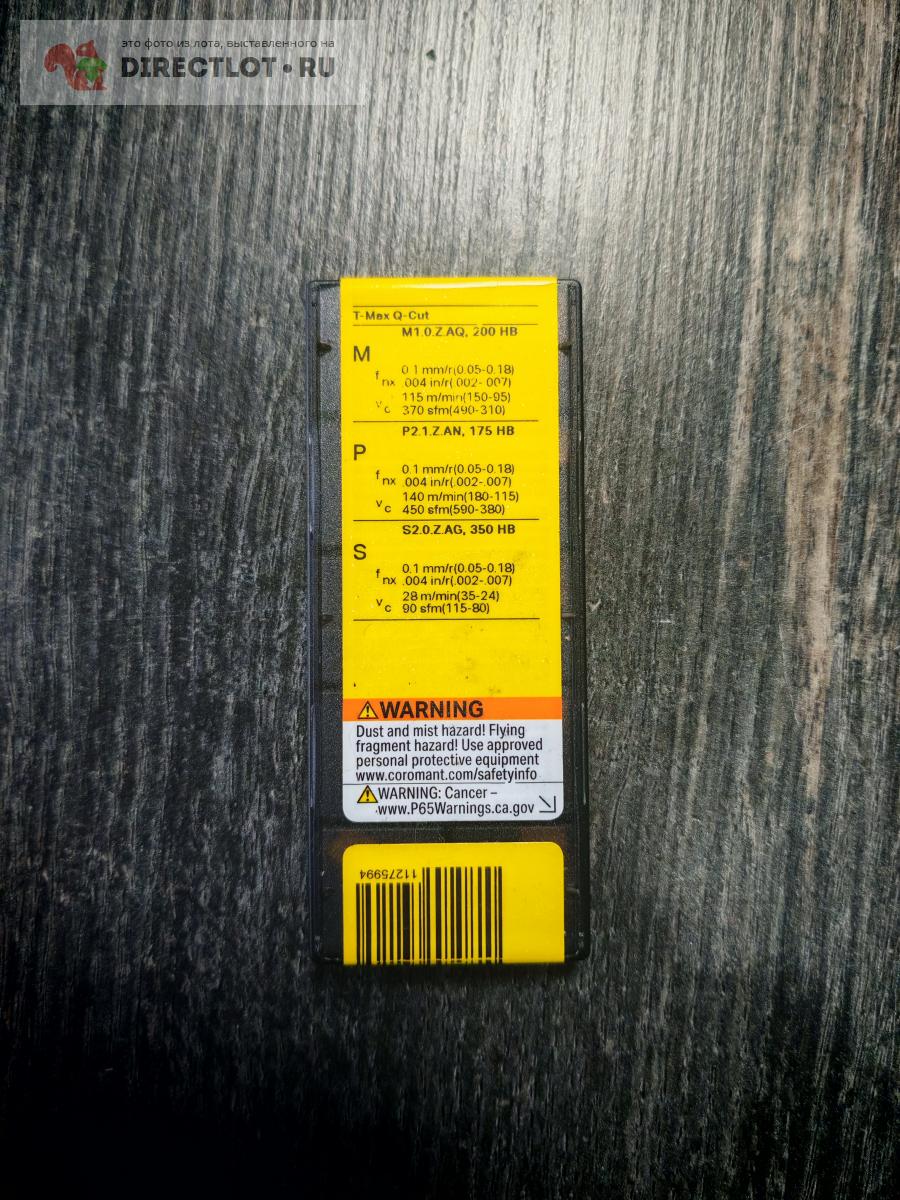 это фото из лота, выставленного на
DIRECTLOT•RU
T-Max Q-Cut
M1.0.Z.AQ, 200 HB
M
fnx 0.1 mm/r(0.05-0.18)
.004 in/r(.002-.007)
vc 115 m/min(150-95)
370 sfm(490-310)
P2.1.Z.AN, 175 HB
P
fnx 0.1 mm/r(0.05-0.18)
.004 in/r(.002-.007)
vc 140 m/min(180-115)
450 sfm(590-380)
S2.0.Z.AG, 350 HB
S
fnx 0.1 mm/r(0.05-0.18)
.004 in/r(.002-.007)
vc 28 m/min(35-24)
90 sfm(115-80)
WARNING
Dust and mist hazard! Flying
fragment hazard! Use approved
personal protective equipment
www.coromant.com/safetyinfo
WARNING: Cancer –
www.P65Warnings.ca.gov
11275994